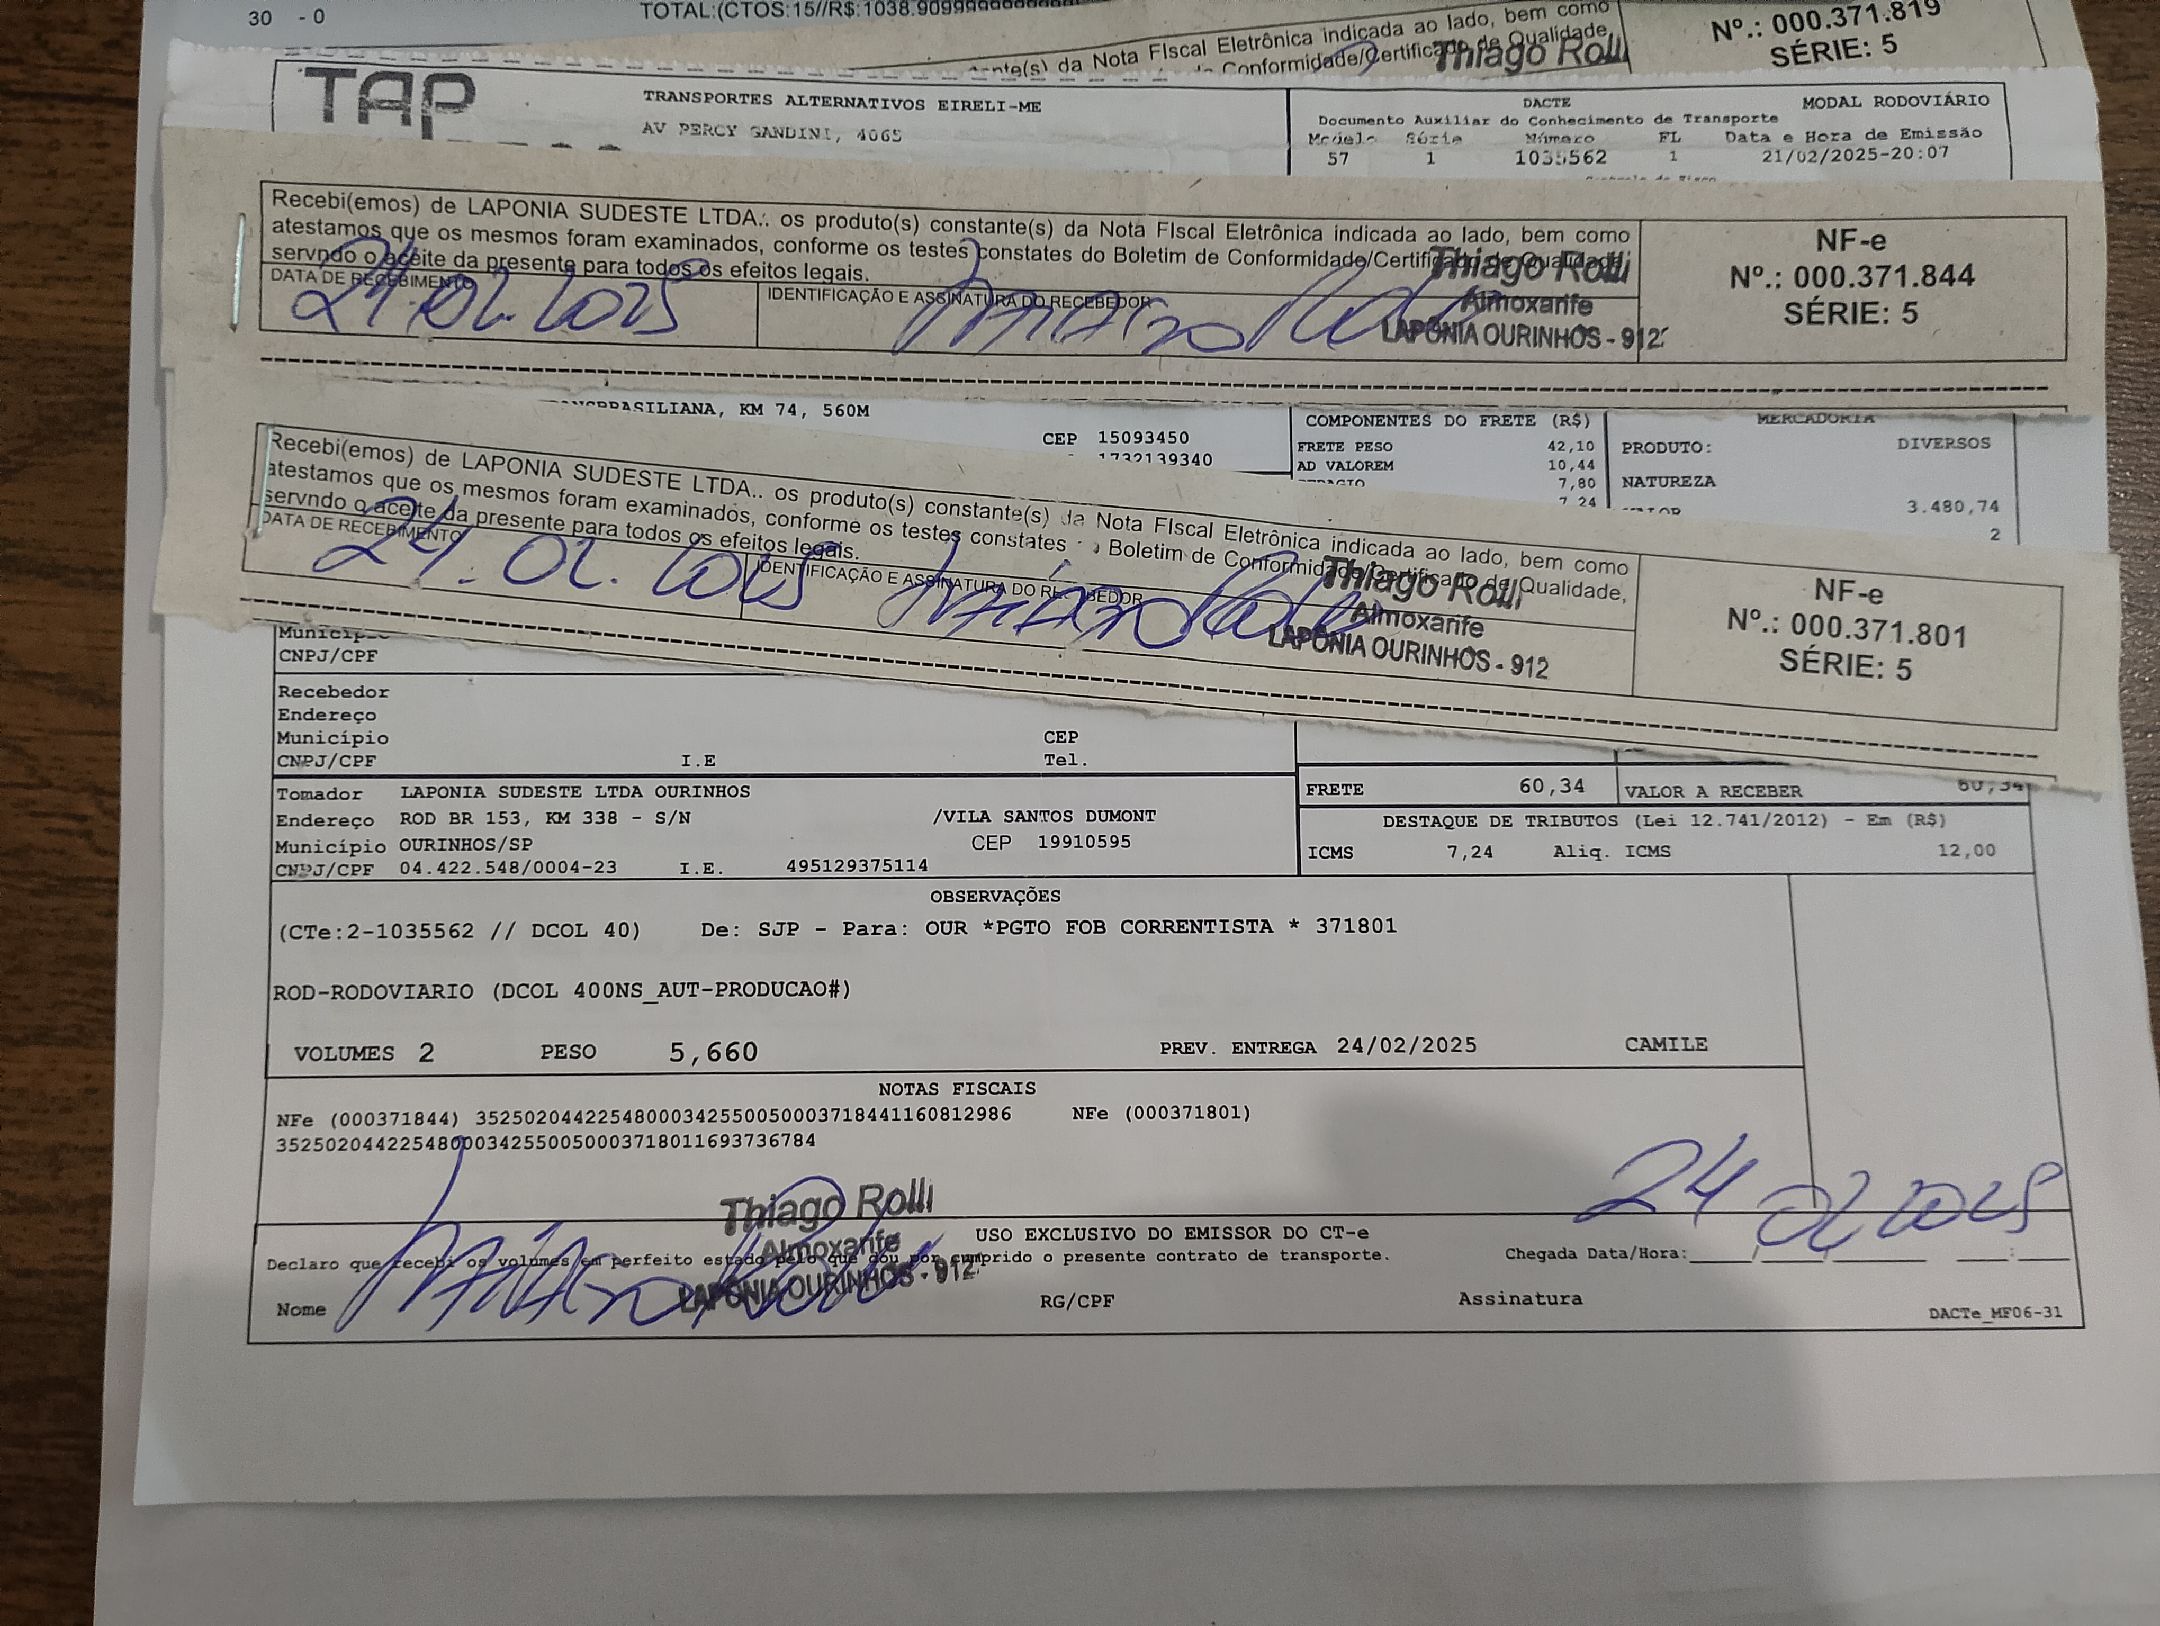 30 - 0
TOTAL:(CTOS:15//R$:1038.909999999
Nº.: 000.371.819
SÉRIE: 5
da Nota FIscal Eletrônica indicada ao lado, bem como
Conformidade/Certificado de Qualidade,
Thiago Rolli
TAP
TRANSPORTES ALTERNATIVOS EIRELI-ME
AV PERCY GANDINI, 4065
DACTE MODAL RODOVIÁRIO
Documento Auxiliar do Conhecimento de Transporte
Modelo Série Número FL Data e Hora de Emissão
57 1 1035562 1 21/02/2025-20:07
Recebi(emos) de LAPONIA SUDESTE LTDA.. os produto(s) constante(s) da Nota FIscal Eletrônica indicada ao lado, bem como
atestamos que os mesmos foram examinados, conforme os testes constates do Boletim de Conformidade/Certificado de Qualidade,
servndo o aceite da presente para todos os efeitos legais.
DATA DE RECEBIMENTO
24.02.2025
IDENTIFICAÇÃO E ASSINATURA DO RECEBEDOR
Thiago Rolli
Almoxarife
LAPONIA OURINHOS - 912
NF-e
Nº.: 000.371.844
SÉRIE: 5
BRASILIANA, KM 74, 560M
CEP 15093450
1732139340
COMPONENTES DO FRETE (R$)
FRETE PESO 42,10
AD VALOREM 10,44
7,80
7,24
MERCADORIA
PRODUTO: DIVERSOS
NATUREZA
3.480,74
2
Recebi(emos) de LAPONIA SUDESTE LTDA.. os produto(s) constante(s) da Nota FIscal Eletrônica indicada ao lado, bem como
atestamos que os mesmos foram examinados, conforme os testes constates Boletim de Conformidade/Certificado de Qualidade,
servndo o aceite da presente para todos os efeitos legais.
DATA DE RECEBIMENTO
24.02.2025
IDENTIFICAÇÃO E ASSINATURA DO RECEBEDOR
Thiago Rolli
Almoxarife
LAPONIA OURINHOS - 912
NF-e
Nº.: 000.371.801
SÉRIE: 5
CNPJ/CPF
Recebedor
Endereço
Município CEP
CNPJ/CPF I.E Tel.
Tomador LAPONIA SUDESTE LTDA OURINHOS
Endereço ROD BR 153, KM 338 - S/N /VILA SANTOS DUMONT
Município OURINHOS/SP CEP 19910595
CNPJ/CPF 04.422.548/0004-23 I.E. 495129375114
FRETE 60,34 VALOR A RECEBER 60,34
DESTAQUE DE TRIBUTOS (Lei 12.741/2012) - Em (R$)
ICMS 7,24 Aliq. ICMS 12,00
OBSERVAÇÕES
(CTe:2-1035562 // DCOL 40) De: SJP - Para: OUR *PGTO FOB CORRENTISTA * 371801
ROD-RODOVIARIO (DCOL 400NS_AUT-PRODUCAO#)
VOLUMES 2 PESO 5,660 PREV. ENTREGA 24/02/2025 CAMILE
NOTAS FISCAIS
NFe (000371844) 35250204422548000342550050003718441160812986 NFe (000371801)
35250204422548000342550050003718011693736784
24 02 2025
Thiago Rolli
Almoxarife
LAPONIA OURINHOS - 912
USO EXCLUSIVO DO EMISSOR DO CT-e
Declaro que recebi os volumes em perfeito estado pelo que dou por cumprido o presente contrato de transporte. Chegada Data/Hora:____/____/____ ___:___
Nome RG/CPF Assinatura
DACTe_MF06-31